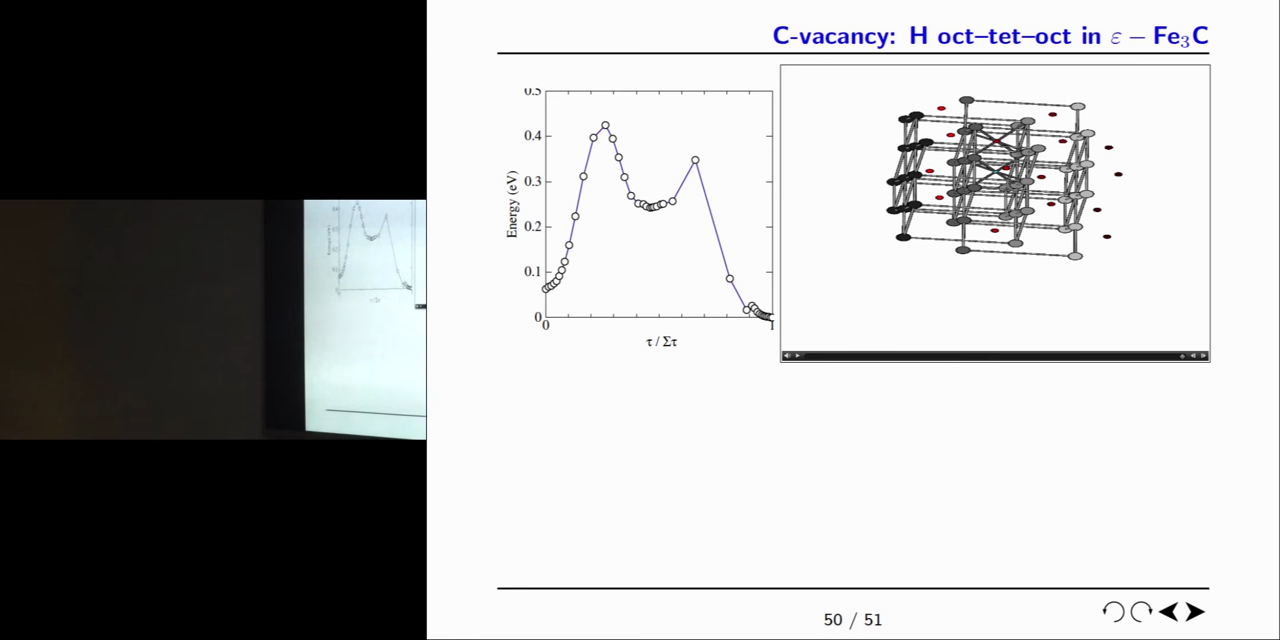 C-vacancy: H oct–tet–oct in ε − Fe₃C
0.5
0.4
0.3
0.2
0.1
0
0
1
Energy (eV)
τ / Στ
50 / 51